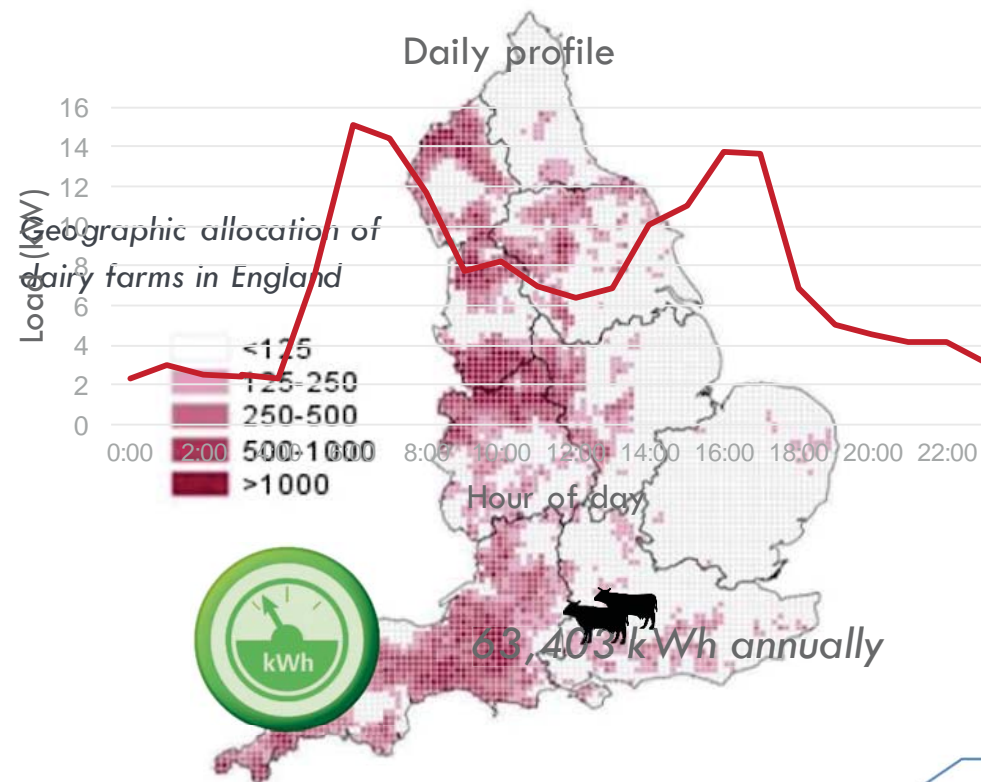 Daily profile
16
14
12
10
8
6
4
2
0
Load (kW)
Geographic allocation of
dairy farms in England
<125
125-250
250-500
500-1000
>1000
0:00 2:00 4:00 6:00 8:00 10:00 12:00 14:00 16:00 18:00 20:00 22:00
Hour of day
kWh
63,403 kWh annually